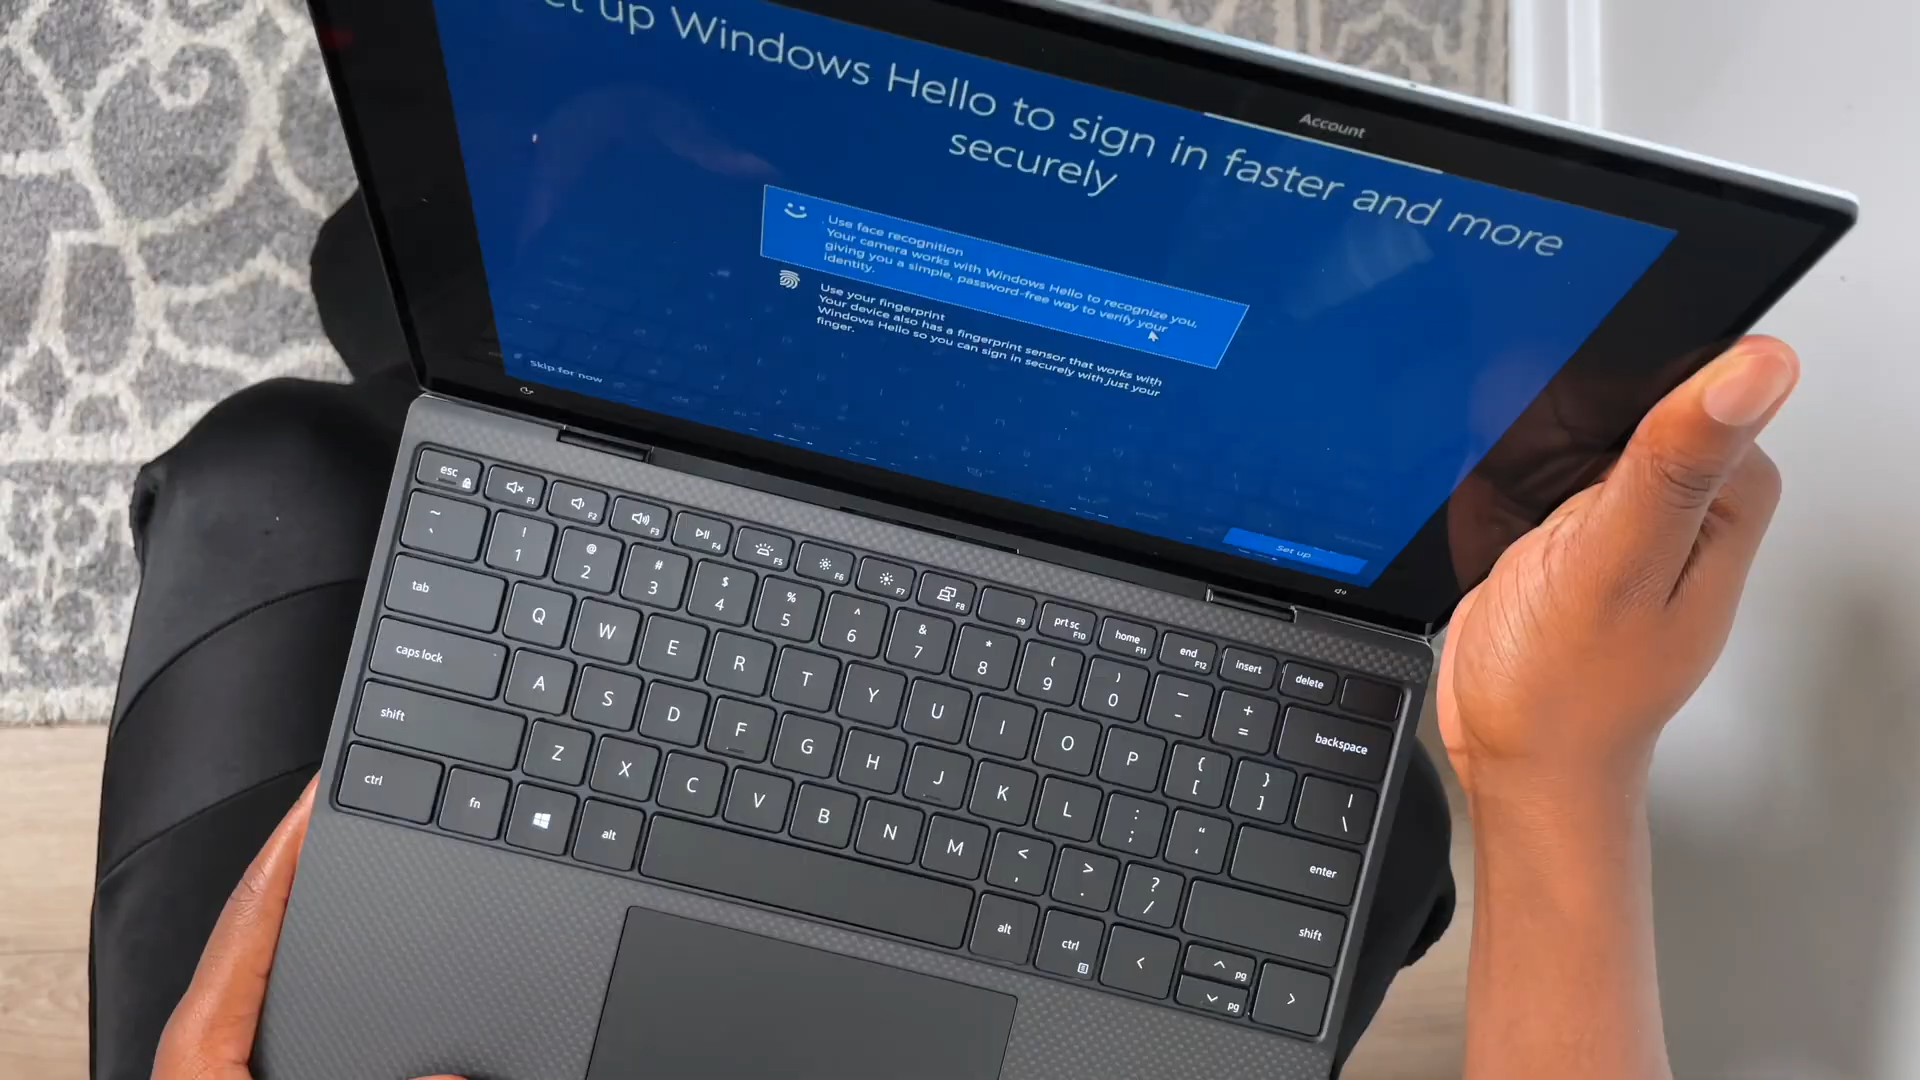 et up Windows Hello to sign in faster and more
securely
Account
Use face recognition
Your camera works with Windows Hello to recognize you,
giving you a simple, password-free way to verify your
identity.
Use your fingerprint
Your device also has a fingerprint sensor that works with
Windows Hello so you can sign in securely with just your
finger.
Skip for now
Set up
esc F1 F2 F3 F4 F5 F6 F7 F8 F9 prt sc F10 home F11 end F12 insert delete
~ ` ! 1 @ 2 # 3 $ 4 % 5 ^ 6 & 7 * 8 ( 9 ) 0 _ - + = backspace
tab Q W E R T Y U I O P { [ } ] | \
caps lock A S D F G H J K L : ; " ' enter
shift Z X C V B N M < , > . ? / shift
ctrl fn alt alt ctrl < ^ pg v pg >